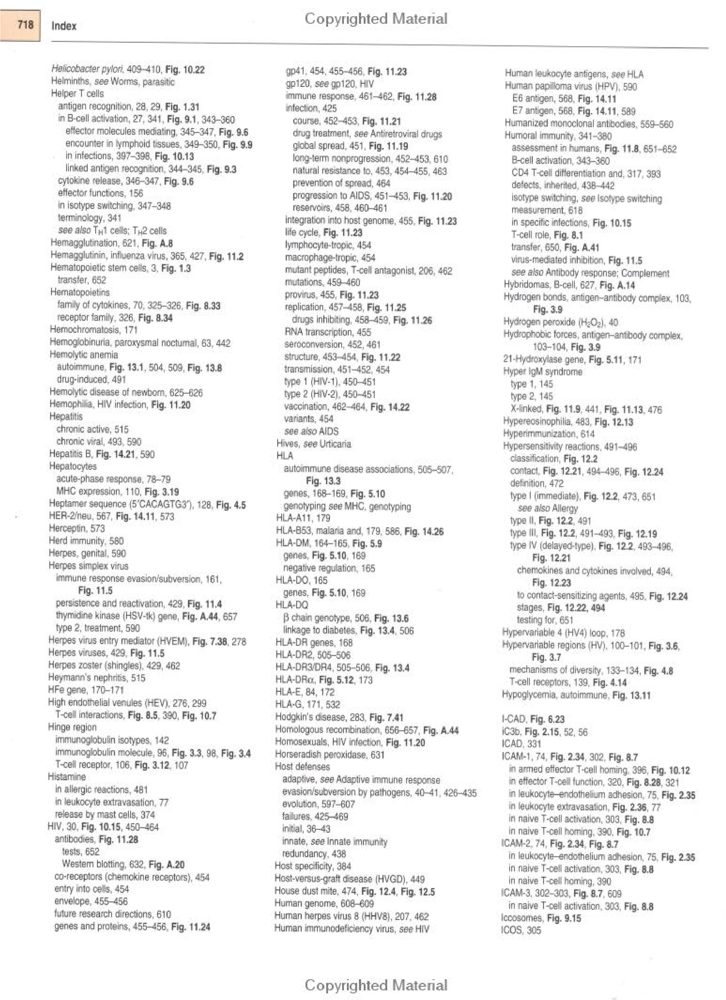 Copyrighted Material
718 Index
Helicobacter pylori, 409–410, Fig. 10.22
Helminths, see Worms, parasitic
Helper T cells
antigen recognition, 28, 29, Fig. 1.31
in B-cell activation, 27, 341, Fig. 9.1, 343–360
effector molecules mediating, 345–347, Fig. 9.6
encounter in lymphoid tissues, 349–350, Fig. 9.9
in infections, 397–398, Fig. 10.13
linked antigen recognition, 344–345, Fig. 9.3
cytokine release, 346–347, Fig. 9.6
effector functions, 156
in isotype switching, 347–348
terminology, 341
see also TH1 cells; TH2 cells
Hemagglutination, 621, Fig. A.8
Hemagglutinin, influenza virus, 365, 427, Fig. 11.2
Hematopoietic stem cells, 3, Fig. 1.3
transfer, 652
Hematopoietins
family of cytokines, 70, 325–326, Fig. 8.33
receptor family, 326, Fig. 8.34
Hemochromatosis, 171
Hemoglobinuria, paroxysmal nocturnal, 63, 442
Hemolytic anemia
autoimmune, Fig. 13.1, 504, 509, Fig. 13.8
drug-induced, 491
Hemolytic disease of newborn, 625–626
Hemophilia, HIV infection, Fig. 11.20
Hepatitis
chronic active, 515
chronic viral, 493, 590
Hepatitis B, Fig. 14.21, 590
Hepatocytes
acute-phase response, 78–79
MHC expression, 110, Fig. 3.19
Heptamer sequence (5′CACAGTG3′), 128, Fig. 4.5
HER-2/neu, 567, Fig. 14.11, 573
Herceptin, 573
Herd immunity, 580
Herpes, genital, 590
Herpes simplex virus
immune response evasion/subversion, 161,
Fig. 11.5
persistence and reactivation, 429, Fig. 11.4
thymidine kinase (HSV-tk) gene, Fig. A.44, 657
type 2, treatment, 590
Herpes virus entry mediator (HVEM), Fig. 7.38, 278
Herpes viruses, 429, Fig. 11.5
Herpes zoster (shingles), 429, 462
Heymann's nephritis, 515
HFe gene, 170–171
High endothelial venules (HEV), 276, 299
T-cell interactions, Fig. 8.5, 390, Fig. 10.7
Hinge region
immunoglobulin isotypes, 142
immunoglobulin molecule, 96, Fig. 3.3, 98, Fig. 3.4
T-cell receptor, 106, Fig. 3.12, 107
Histamine
in allergic reactions, 481
in leukocyte extravasation, 77
release by mast cells, 374
HIV, 30, Fig. 10.15, 450–464
antibodies, Fig. 11.28
tests, 652
Western blotting, 632, Fig. A.20
co-receptors (chemokine receptors), 454
entry into cells, 454
envelope, 455–456
future research directions, 610
genes and proteins, 455–456, Fig. 11.24
gp41, 454, 455–456, Fig. 11.23
gp120, see gp120, HIV
immune response, 461–462, Fig. 11.28
infection, 425
course, 452–453, Fig. 11.21
drug treatment, see Antiretroviral drugs
global spread, 451, Fig. 11.19
long-term nonprogression, 452–453, 610
natural resistance to, 453, 454–455, 463
prevention of spread, 464
progression to AIDS, 451–453, Fig. 11.20
reservoirs, 458, 460–461
integration into host genome, 455, Fig. 11.23
life cycle, Fig. 11.23
lymphocyte-tropic, 454
macrophage-tropic, 454
mutant peptides, T-cell antagonist, 206, 462
mutations, 459–460
provirus, 455, Fig. 11.23
replication, 457–458, Fig. 11.25
drugs inhibiting, 458–459, Fig. 11.26
RNA transcription, 455
seroconversion, 452, 461
structure, 453–454, Fig. 11.22
transmission, 451–452, 454
type 1 (HIV-1), 450–451
type 2 (HIV-2), 450–451
vaccination, 462–464, Fig. 14.22
variants, 454
see also AIDS
Hives, see Urticaria
HLA
autoimmune disease associations, 505–507,
Fig. 13.3
genes, 168–169, Fig. 5.10
genotyping see MHC, genotyping
HLA-A11, 179
HLA-B53, malaria and, 179, 586, Fig. 14.26
HLA-DM, 164–165, Fig. 5.9
genes, Fig. 5.10, 169
negative regulation, 165
HLA-DO, 165
genes, Fig. 5.10, 169
HLA-DQ
β chain genotype, 506, Fig. 13.6
linkage to diabetes, Fig. 13.4, 506
HLA-DR genes, 168
HLA-DR2, 505–506
HLA-DR3/DR4, 505–506, Fig. 13.4
HLA-DRα, Fig. 5.12, 173
HLA-E, 84, 172
HLA-G, 171, 532
Hodgkin's disease, 283, Fig. 7.41
Homologous recombination, 656–657, Fig. A.44
Homosexuals, HIV infection, Fig. 11.20
Horseradish peroxidase, 631
Host defenses
adaptive, see Adaptive immune response
evasion/subversion by pathogens, 40–41, 426–435
evolution, 597–607
failures, 425–469
initial, 36–43
innate, see Innate immunity
redundancy, 438
Host specificity, 384
Host-versus-graft disease (HVGD), 449
House dust mite, 474, Fig. 12.4, Fig. 12.5
Human genome, 608–609
Human herpes virus 8 (HHV8), 207, 462
Human immunodeficiency virus, see HIV
Human leukocyte antigens, see HLA
Human papilloma virus (HPV), 590
E6 antigen, 568, Fig. 14.11
E7 antigen, 568, Fig. 14.11, 589
Humanized monoclonal antibodies, 559–560
Humoral immunity, 341–380
assessment in humans, Fig. 11.8, 651–652
B-cell activation, 343–360
CD4 T-cell differentiation and, 317, 393
defects, inherited, 438–442
isotype switching, see Isotype switching
measurement, 618
in specific infections, Fig. 10.15
T-cell role, Fig. 8.1
transfer, 650, Fig. A.41
virus-mediated inhibition, Fig. 11.5
see also Antibody response; Complement
Hybridomas, B-cell, 627, Fig. A.14
Hydrogen bonds, antigen–antibody complex, 103,
Fig. 3.9
Hydrogen peroxide (H2O2), 40
Hydrophobic forces, antigen–antibody complex,
103–104, Fig. 3.9
21-Hydroxylase gene, Fig. 5.11, 171
Hyper IgM syndrome
type 1, 145
type 2, 145
X-linked, Fig. 11.9, 441, Fig. 11.13, 476
Hypereosinophilia, 483, Fig. 12.13
Hyperimmunization, 614
Hypersensitivity reactions, 491–496
classification, Fig. 12.2
contact, Fig. 12.21, 494–496, Fig. 12.24
definition, 472
type I (immediate), Fig. 12.2, 473, 651
see also Allergy
type II, Fig. 12.2, 491
type III, Fig. 12.2, 491–493, Fig. 12.19
type IV (delayed-type), Fig. 12.2, 493–496,
Fig. 12.21
chemokines and cytokines involved, 494,
Fig. 12.23
to contact-sensitizing agents, 495, Fig. 12.24
stages, Fig. 12.22, 494
testing for, 651
Hypervariable 4 (HV4) loop, 178
Hypervariable regions (HV), 100–101, Fig. 3.6,
Fig. 3.7
mechanisms of diversity, 133–134, Fig. 4.8
T-cell receptors, 139, Fig. 4.14
Hypoglycemia, autoimmune, Fig. 13.11
I-CAD, Fig. 6.23
iC3b, Fig. 2.15, 52, 56
ICAD, 331
ICAM-1, 74, Fig. 2.34, 302, Fig. 8.7
in armed effector T-cell homing, 396, Fig. 10.12
in effector T-cell function, 320, Fig. 8.28, 321
in leukocyte–endothelium adhesion, 75, Fig. 2.35
in leukocyte extravasation, Fig. 2.36, 77
in naive T-cell activation, 303, Fig. 8.8
in naive T-cell homing, 390, Fig. 10.7
ICAM-2, 74, Fig. 2.34, Fig. 8.7
in leukocyte–endothelium adhesion, 75, Fig. 2.35
in naive T-cell activation, 303, Fig. 8.8
in naive T-cell homing, 390
ICAM-3, 302–303, Fig. 8.7, 609
in naive T-cell activation, 303, Fig. 8.8
Iccosomes, Fig. 9.15
ICOS, 305
Copyrighted Material